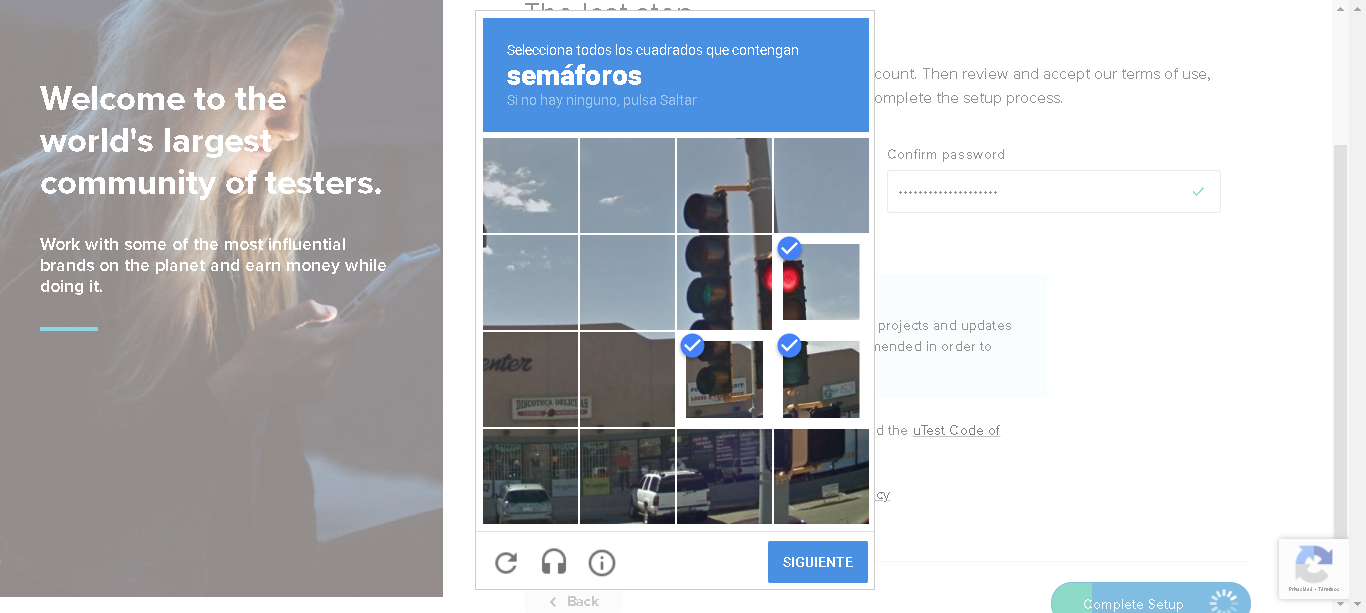 Welcome to the
world's largest
community of testers.
Work with some of the most influential
brands on the planet and earn money while
doing it.
The last step
count. Then review and accept our terms of use,
omplete the setup process.
Confirm password
projects and updates
mended in order to
d the uTest Code of
cy
Back
Complete Setup
Selecciona todos los cuadrados que contengan
semáforos
Si no hay ninguno, pulsa Saltar
enter
DISCOTECA DELICIAS
SIGUIENTE
Privacidad - Términos